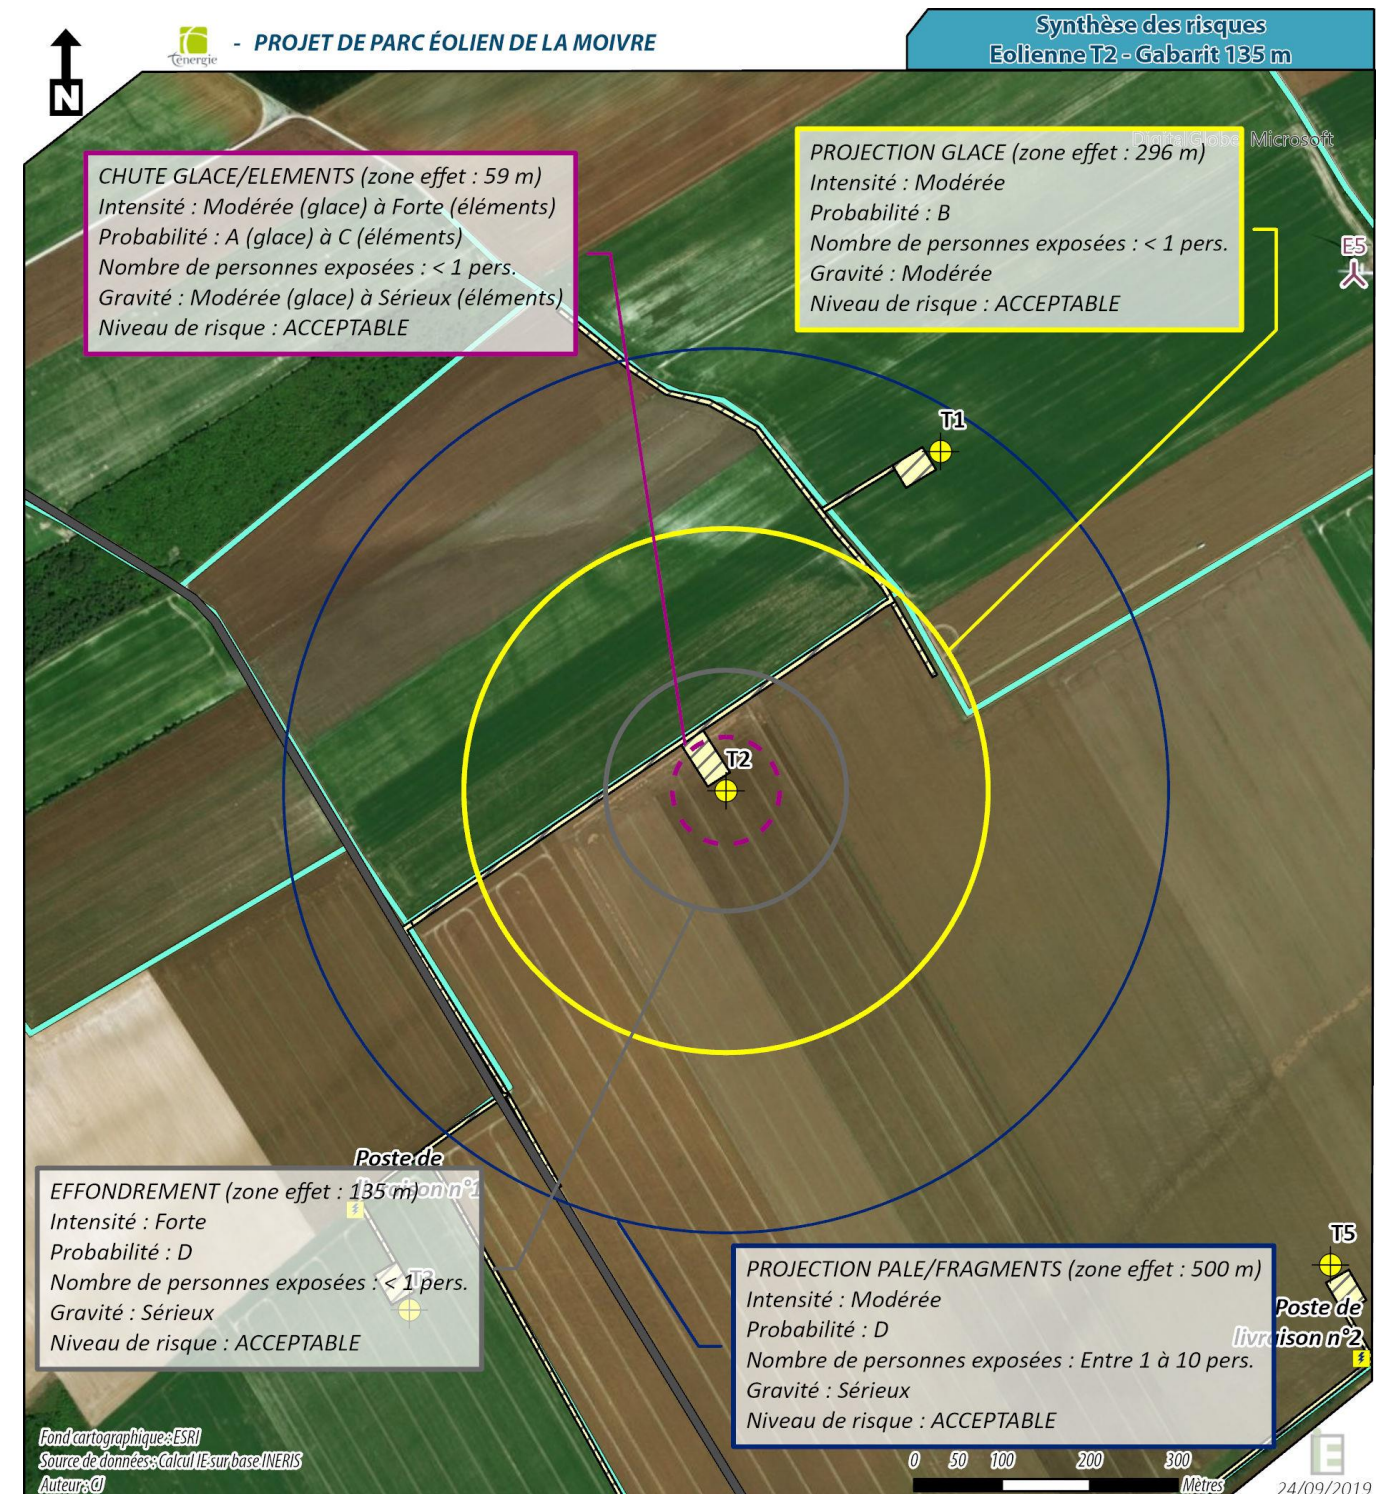 Synthèse des risques
Eolienne T2 - Gabarit 135 m
ténergie
- PROJET DE PARC ÉOLIEN DE LA MOIVRE
N
DigitalGlobe Microsoft
CHUTE GLACE/ELEMENTS (zone effet : 59 m)
Intensité : Modérée (glace) à Forte (éléments)
Probabilité : A (glace) à C (éléments)
Nombre de personnes exposées : < 1 pers.
Gravité : Modérée (glace) à Sérieux (éléments)
Niveau de risque : ACCEPTABLE
PROJECTION GLACE (zone effet : 296 m)
Intensité : Modérée
Probabilité : B
Nombre de personnes exposées : < 1 pers.
Gravité : Modérée
Niveau de risque : ACCEPTABLE
E5
T1
T2
Poste de
livraison n°1
EFFONDREMENT (zone effet : 135 m)
Intensité : Forte
Probabilité : D
Nombre de personnes exposées : < 1 pers.
Gravité : Sérieux
Niveau de risque : ACCEPTABLE
T3
T5
Poste de
livraison n°2
PROJECTION PALE/FRAGMENTS (zone effet : 500 m)
Intensité : Modérée
Probabilité : D
Nombre de personnes exposées : Entre 1 à 10 pers.
Gravité : Sérieux
Niveau de risque : ACCEPTABLE
Fond cartographique : ESRI
Source de données : Calcul IE sur base INERIS
Auteur : CJ
0 50 100 200 300
Mètres
IE
24/09/2019